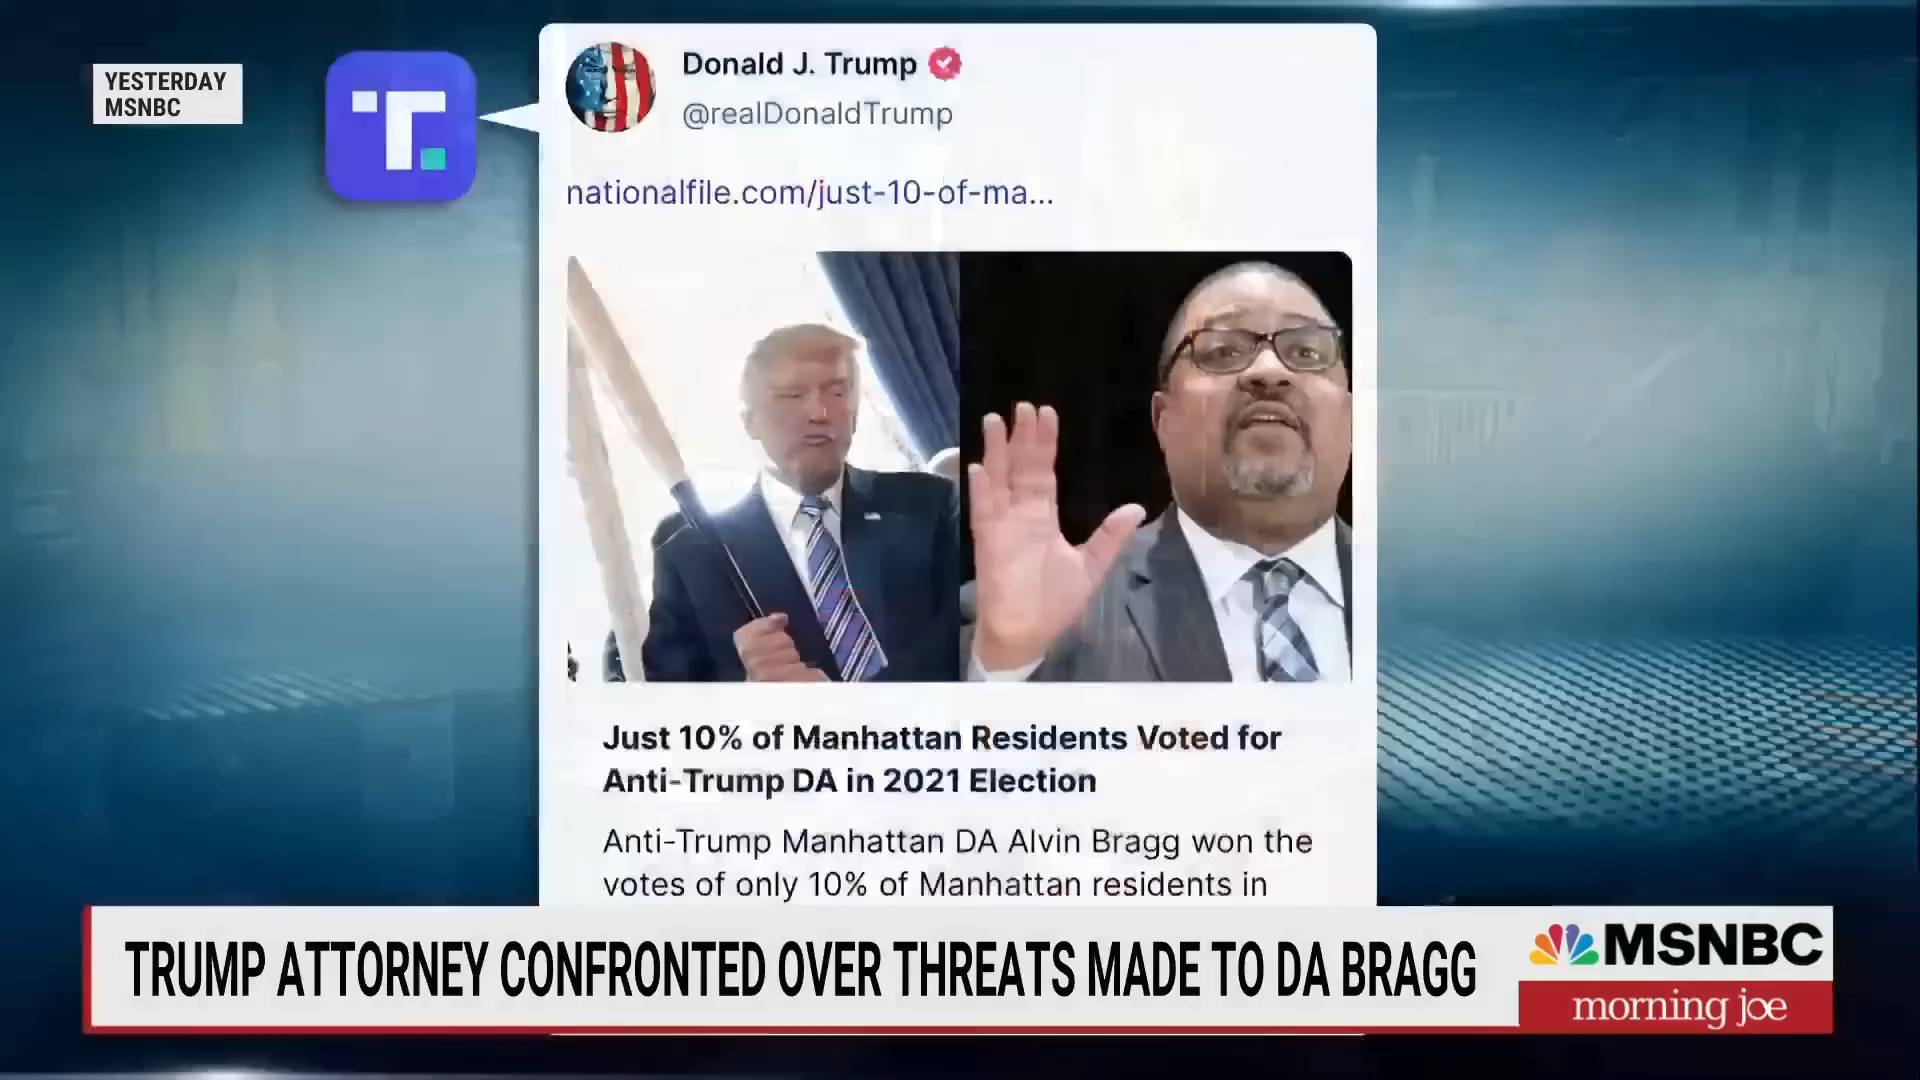 YESTERDAY
MSNBC
T.
Donald J. Trump
@realDonaldTrump
nationalfile.com/just-10-of-ma...
Just 10% of Manhattan Residents Voted for
Anti-Trump DA in 2021 Election
Anti-Trump Manhattan DA Alvin Bragg won the
votes of only 10% of Manhattan residents in
TRUMP ATTORNEY CONFRONTED OVER THREATS MADE TO DA BRAGG
MSNBC
morning joe